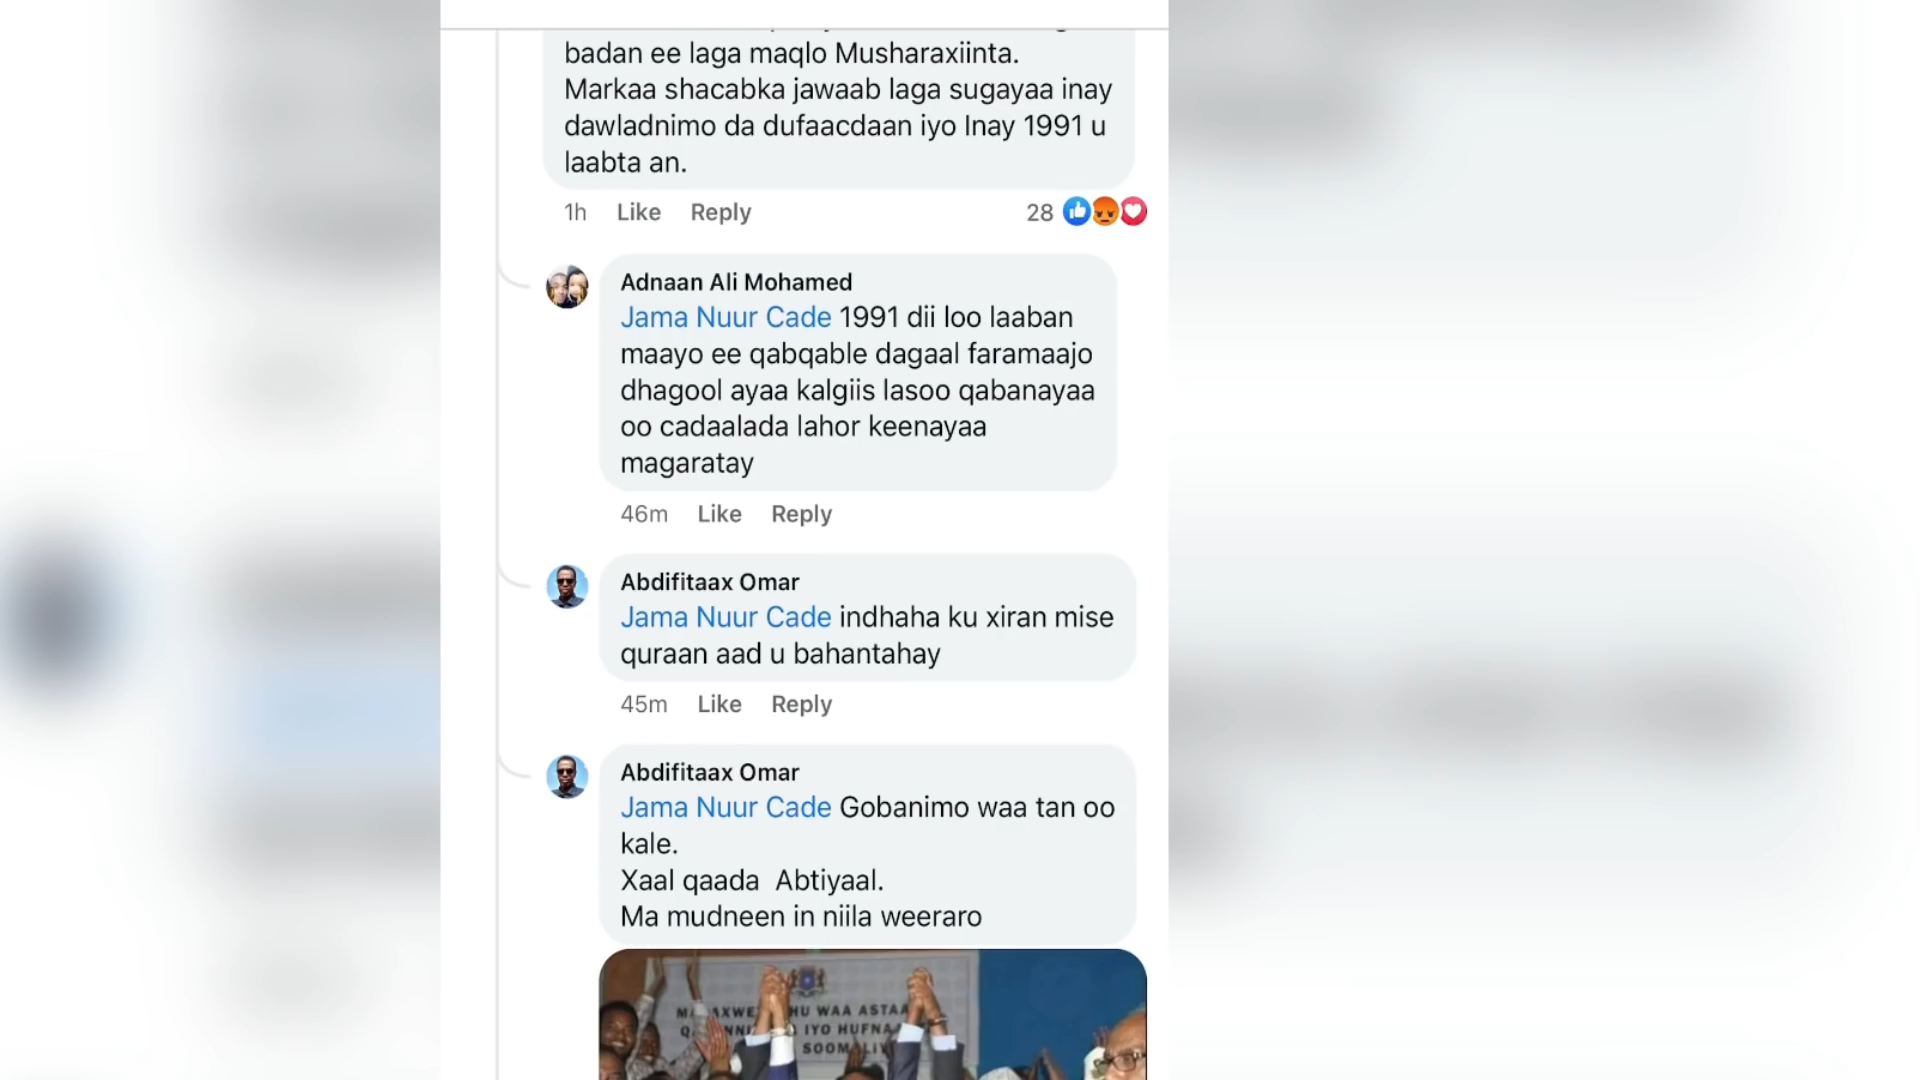 badan ee laga maqlo Musharaxiinta.
Markaa shacabka jawaab laga sugayaa inay
dawladnimo da dufaacdaan iyo Inay 1991 u
laabta an.
1h Like Reply 28
Adnaan Ali Mohamed
Jama Nuur Cade 1991 dii loo laaban
maayo ee qabqable dagaal faramaajo
dhagool ayaa kalgiis lasoo qabanayaa
oo cadaalada lahor keenayaa
magaratay
46m Like Reply
Abdifitaax Omar
Jama Nuur Cade indhaha ku xiran mise
quraan aad u bahantahay
45m Like Reply
Abdifitaax Omar
Jama Nuur Cade Gobanimo waa tan oo
kale.
Xaal qaada Abtiyaal.
Ma mudneen in niila weeraro
WAA ASTAA
IYO HUFNA